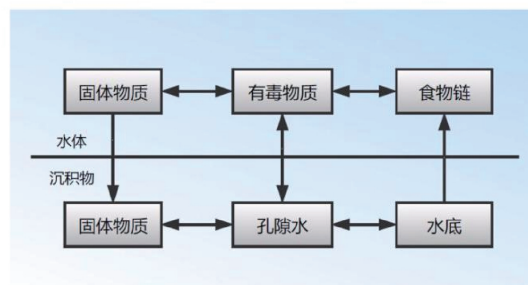 固体物质
有毒物质
食物链
水体
沉积物
固体物质
孔隙水
水底